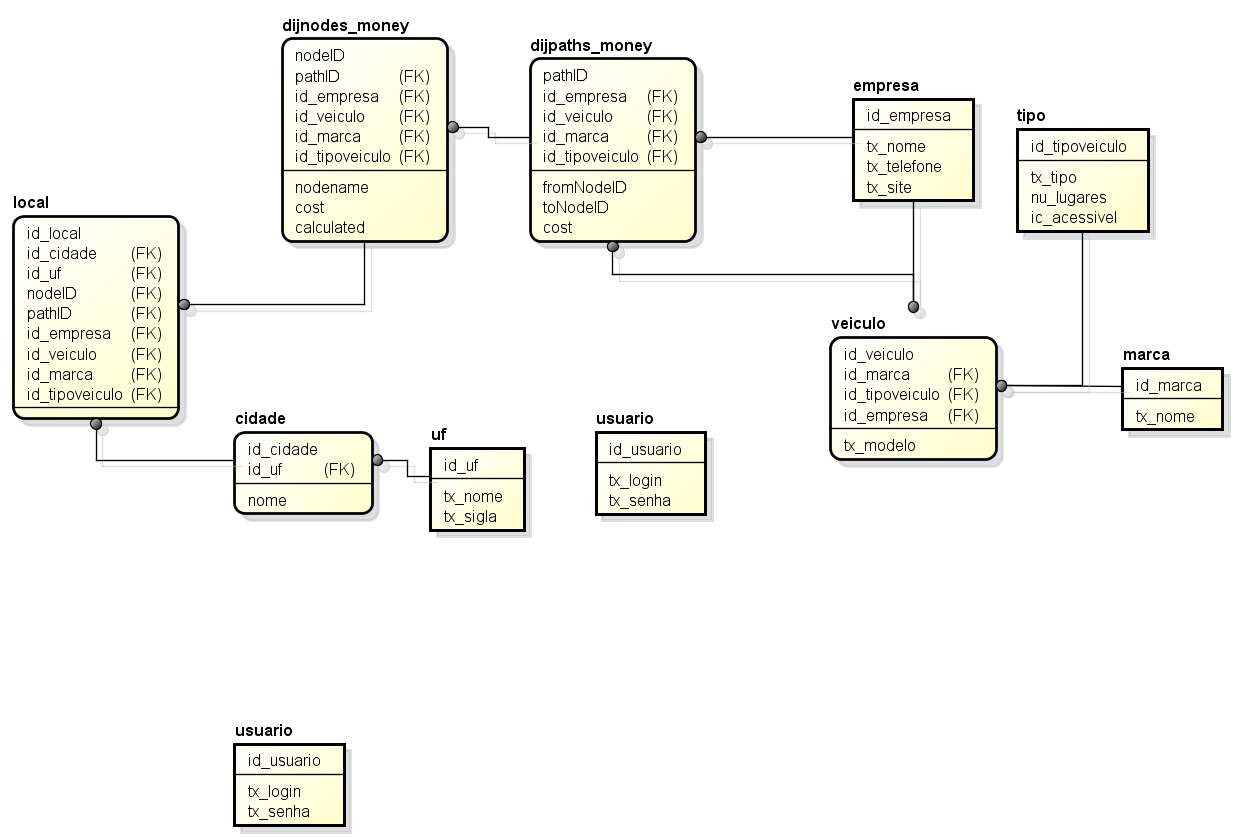 dijnodes_money
nodeID
pathID (FK)
id_empresa (FK)
id_veiculo (FK)
id_marca (FK)
id_tipoveiculo (FK)
nodename
cost
calculated
dijpaths_money
pathID
id_empresa (FK)
id_veiculo (FK)
id_marca (FK)
id_tipoveiculo (FK)
fromNodeID
toNodeID
cost
empresa
id_empresa
tx_nome
tx_telefone
tx_site
tipo
id_tipoveiculo
tx_tipo
nu_lugares
ic_acessivel
local
id_local
id_cidade (FK)
id_uf (FK)
nodeID (FK)
pathID (FK)
id_empresa (FK)
id_veiculo (FK)
id_marca (FK)
id_tipoveiculo (FK)
veiculo
id_veiculo
id_marca (FK)
id_tipoveiculo (FK)
id_empresa (FK)
tx_modelo
marca
id_marca
tx_nome
cidade
id_cidade
id_uf (FK)
nome
uf
id_uf
tx_nome
tx_sigla
usuario
id_usuario
tx_login
tx_senha
usuario
id_usuario
tx_login
tx_senha